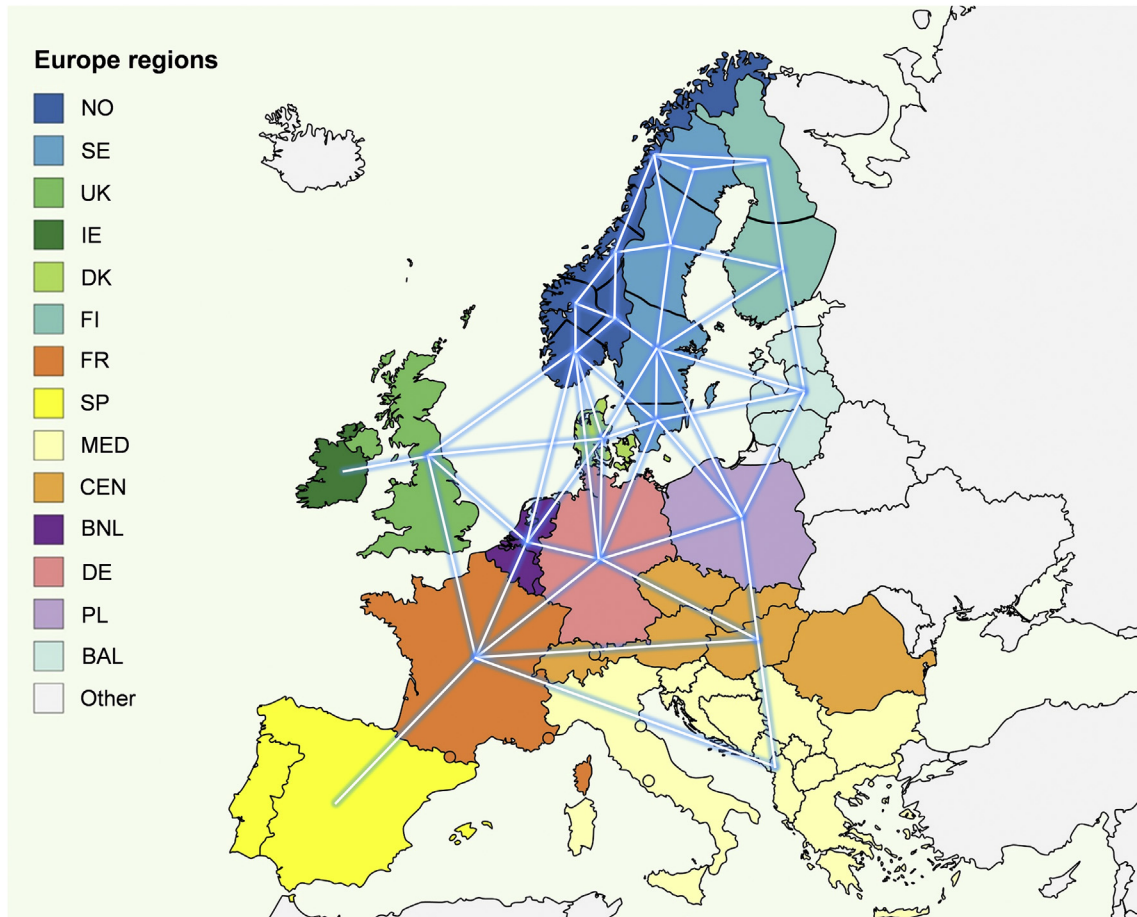 Europe regions
NO
SE
UK
IE
DK
FI
FR
SP
MED
CEN
BNL
DE
PL
BAL
Other